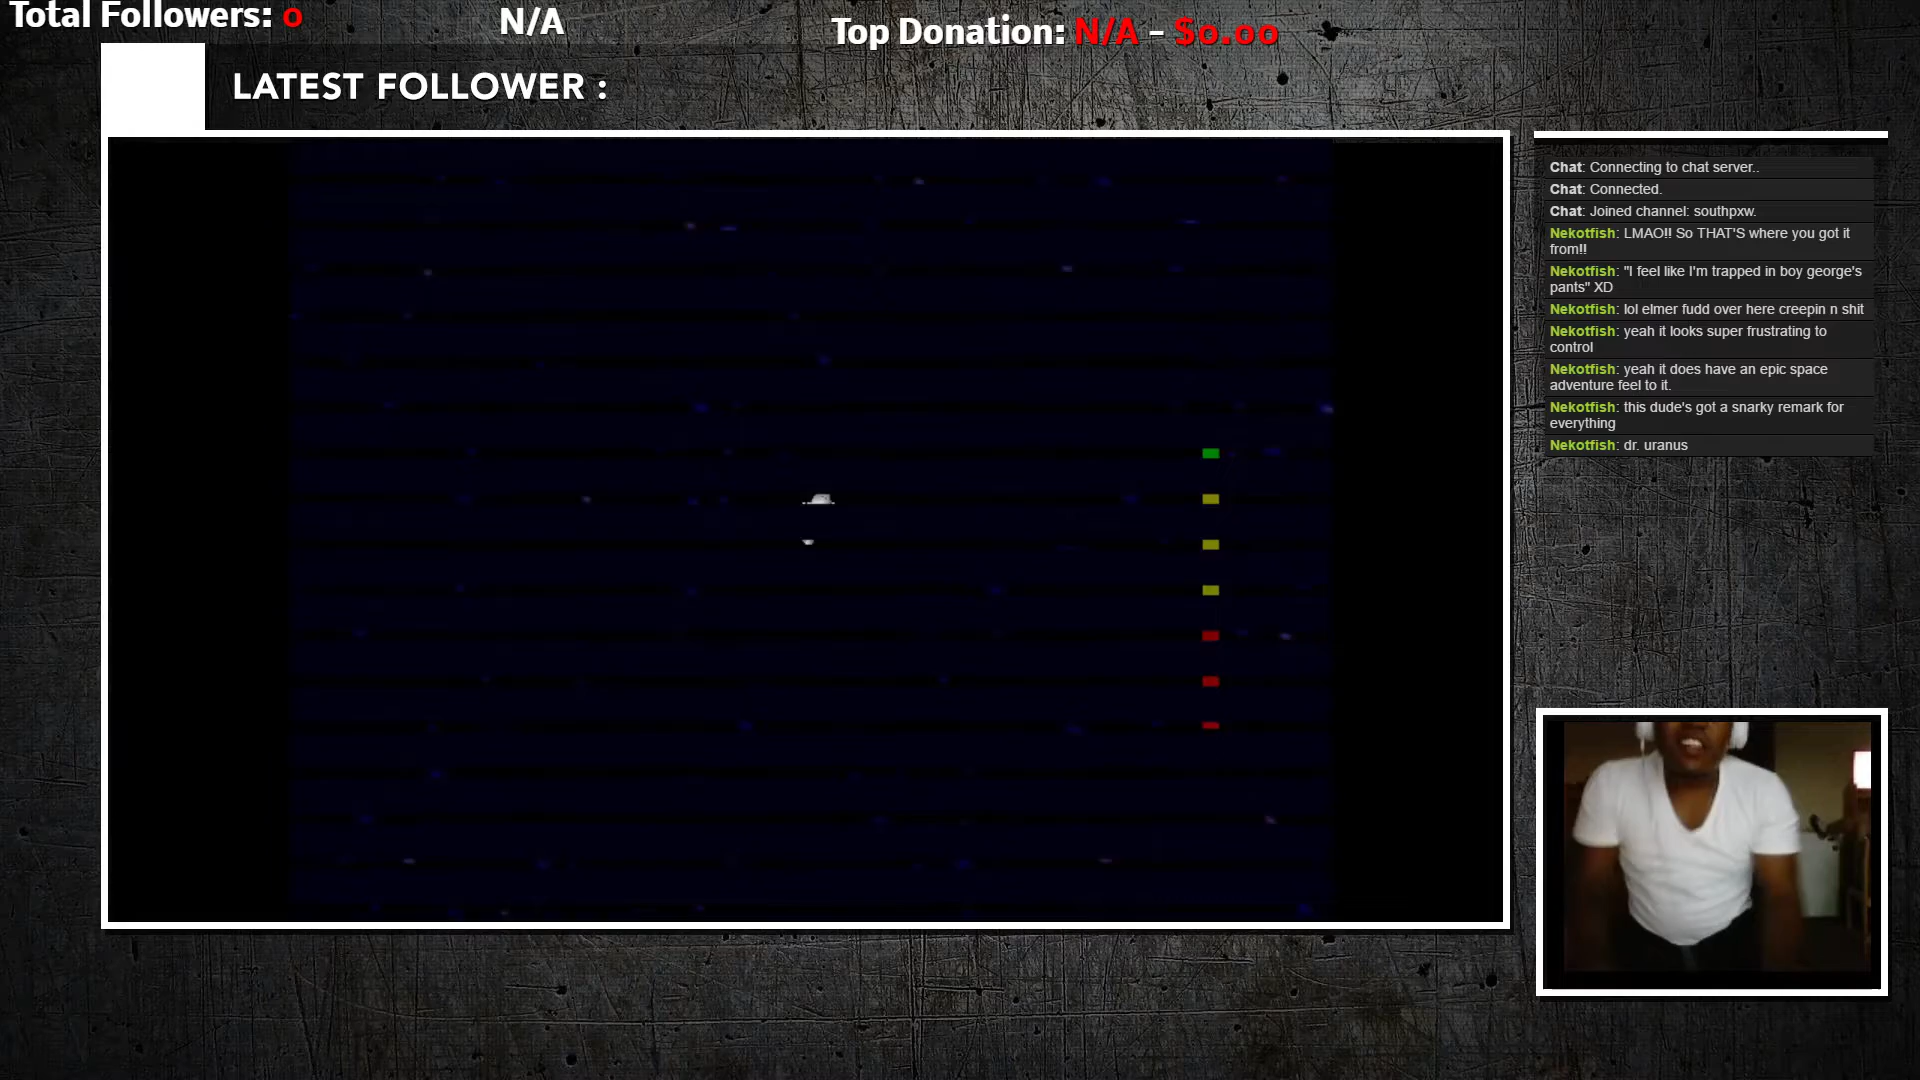 Total Followers: 0
N/A
Top Donation: N/A - $0.00
LATEST FOLLOWER :
Chat: Connecting to chat server..
Chat: Connected.
Chat: Joined channel: southpxw.
Nekotfish: LMAO!! So THAT'S where you got it
from!!
Nekotfish: "I feel like I'm trapped in boy george's
pants" XD
Nekotfish: lol elmer fudd over here creepin n shit
Nekotfish: yeah it looks super frustrating to
control
Nekotfish: yeah it does have an epic space
adventure feel to it.
Nekotfish: this dude's got a snarky remark for
everything
Nekotfish: dr. uranus